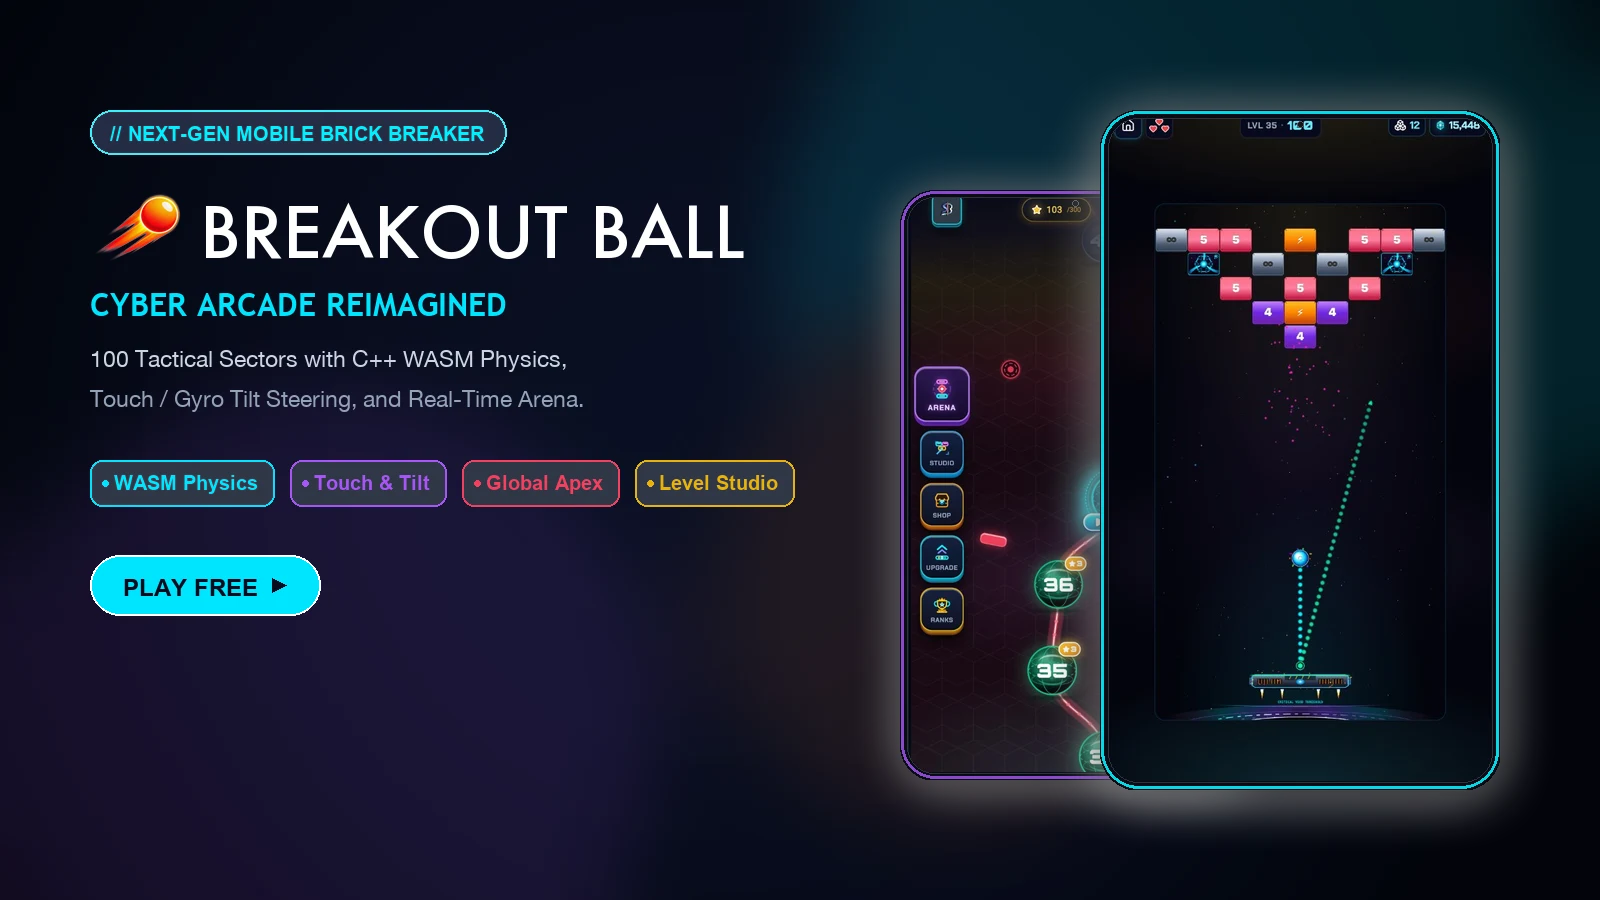 // NEXT-GEN MOBILE BRICK BREAKER
BREAKOUT BALL
CYBER ARCADE REIMAGINED
100 Tactical Sectors with C++ WASM Physics,
Touch / Gyro Tilt Steering, and Real-Time Arena.
• WASM Physics
• Touch & Tilt
• Global Apex
• Level Studio
PLAY FREE ►
103 /300
ARENA
STUDIO
SHOP
UPGRADE
RANKS
3
36
3
35
LVL 35 ·
12
15,446
∞ 5 5 ⚡ 5 5 ∞
∞ ∞
5 5 5
4 ⚡ 4
4